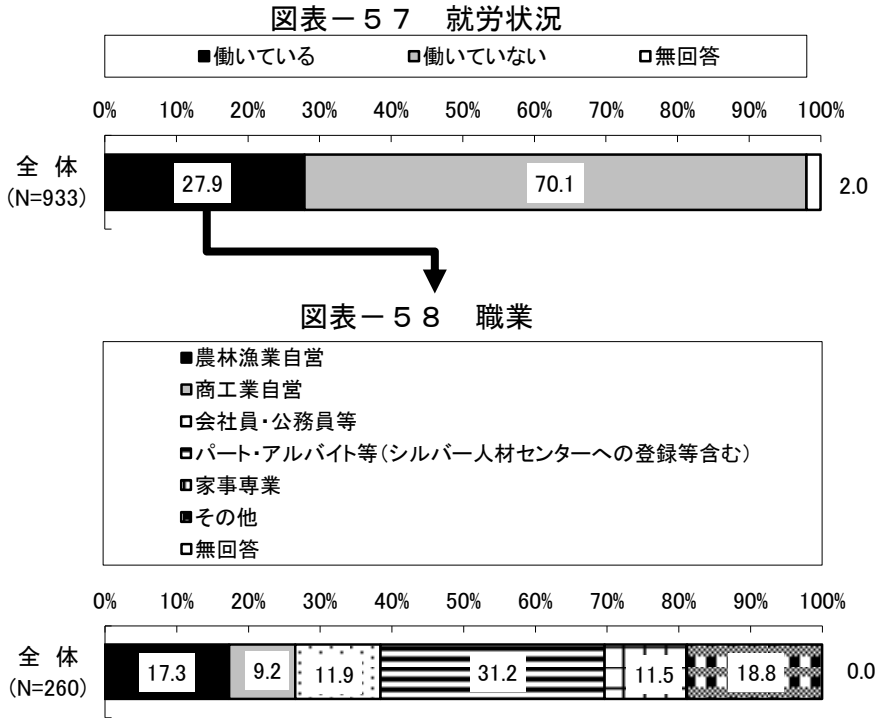 図表－５７　就労状況
■働いている　□働いていない　□無回答
0%　10%　20%　30%　40%　50%　60%　70%　80%　90%　100%
全 体
(N=933)
27.9　70.1　2.0
図表－５８　職業
農林漁業自営
商工業自営
会社員・公務員等
パート・アルバイト等(シルバー人材センターへの登録等含む)
家事専業
その他
無回答
0%　10%　20%　30%　40%　50%　60%　70%　80%　90%　100%
全 体
(N=260)
17.3　9.2　11.9　31.2　11.5　18.8　0.0